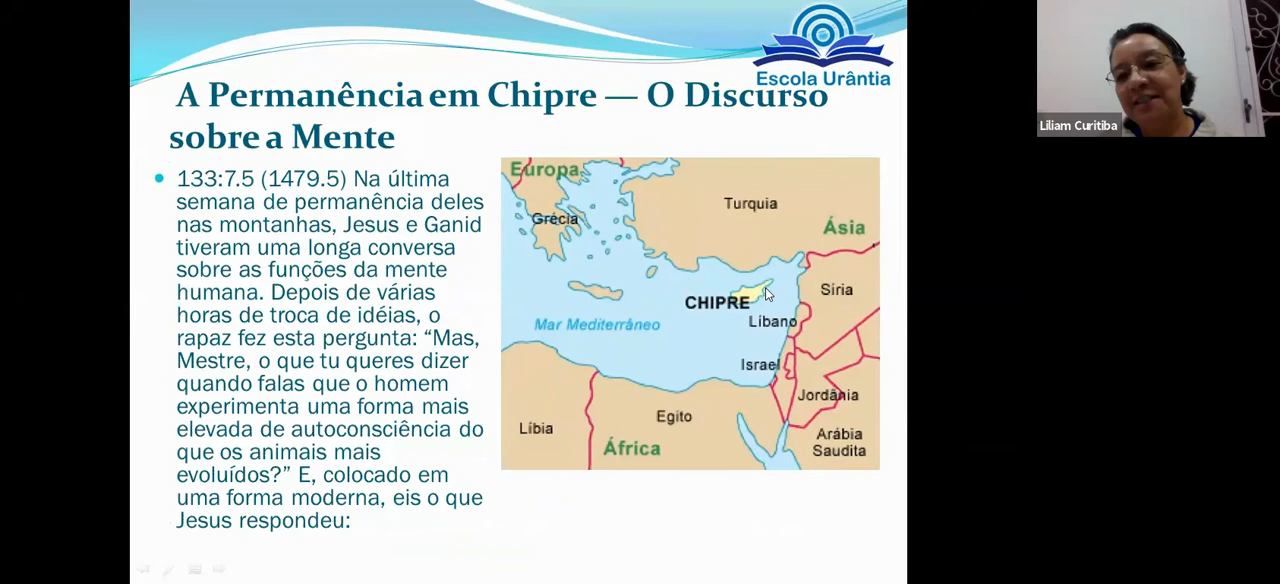 Escola Urântia
A Permanência em Chipre — O Discurso
sobre a Mente
133:7.5 (1479.5) Na última
semana de permanência deles
nas montanhas, Jesus e Ganid
tiveram uma longa conversa
sobre as funções da mente
humana. Depois de várias
horas de troca de idéias, o
rapaz fez esta pergunta: “Mas,
Mestre, o que tu queres dizer
quando falas que o homem
experimenta uma forma mais
elevada de autoconsciência do
que os animais mais
evoluídos?” E, colocado em
uma forma moderna, eis o que
Jesus respondeu:
Europa
Grécia
Turquia
Ásia
CHIPRE
Síria
Mar Mediterrâneo
Líbano
Israel
Jordânia
Líbia
Egito
África
Arábia
Saudita
Liliam Curitiba